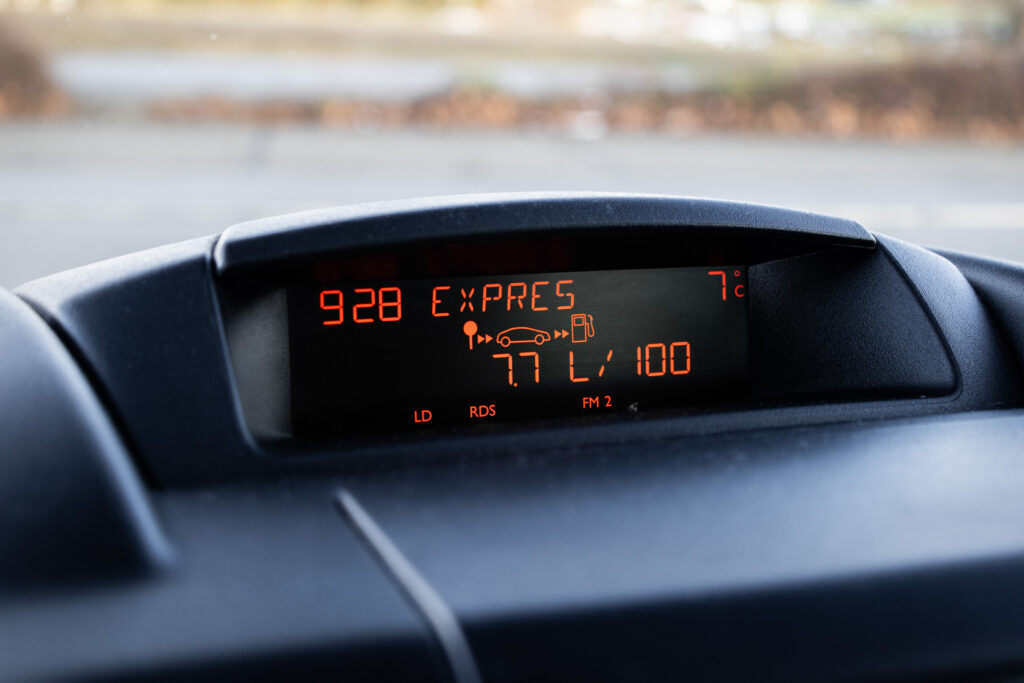 928 EXPRES 7°C
7.7 L/100
LD RDS FM 2